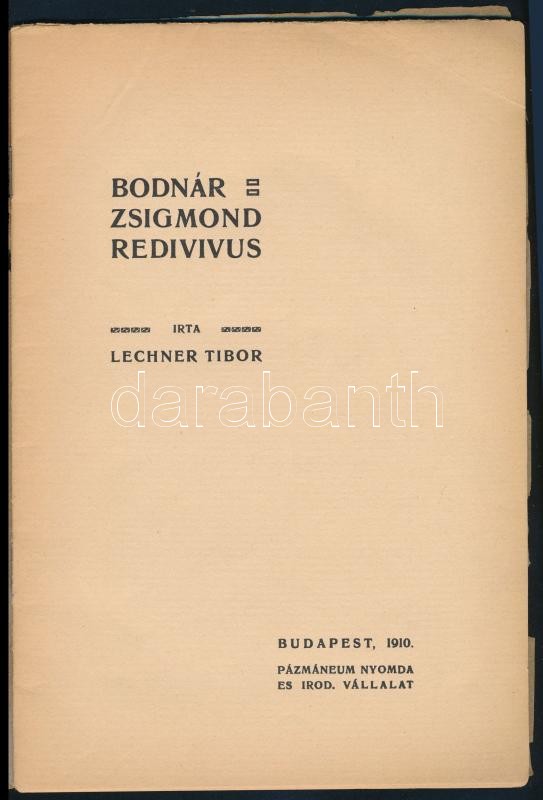 BODNÁR
ZSIGMOND
REDIVIVUS
IRTA
LECHNER TIBOR
darabanth
BUDAPEST, 1910.
PÁZMÁNEUM NYOMDA
ES IROD. VÁLLALAT